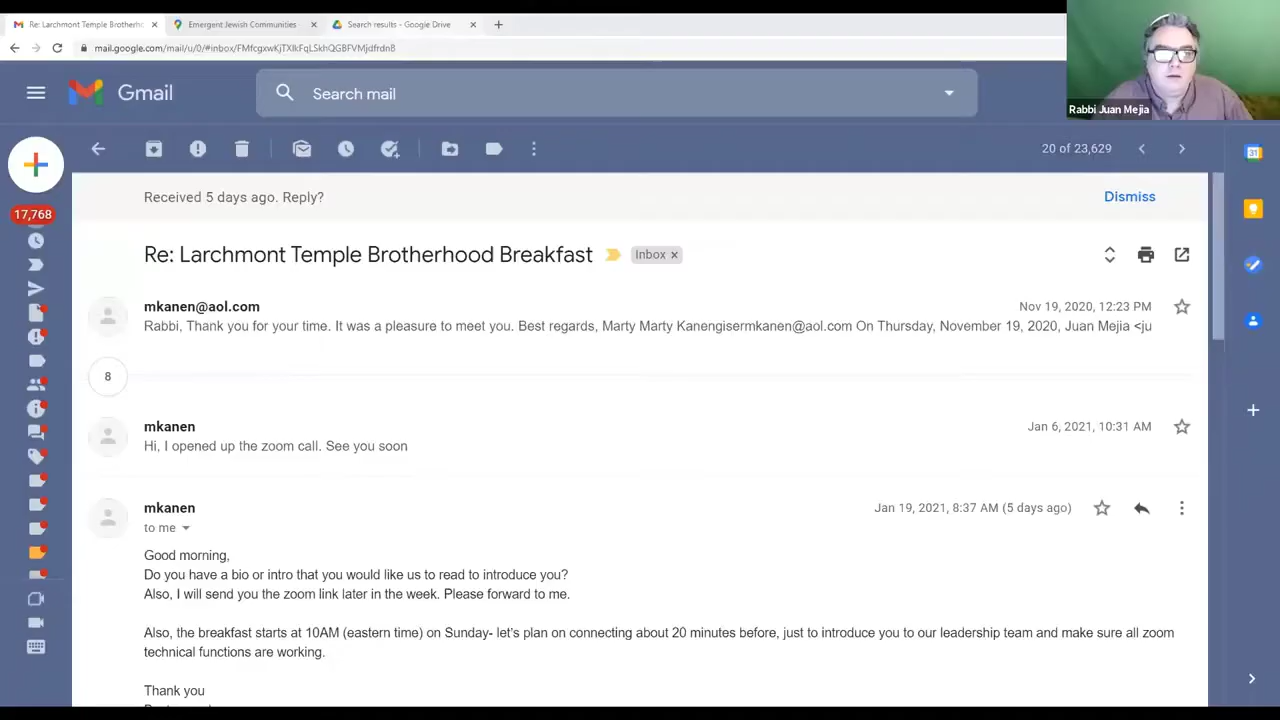 Re: Larchmont Temple Brotherh
Emergent Jewish Communities
Search results - Google Drive
mail.google.com/mail/u/0/#inbox/FMfcgxwKjTXlkFqLSkhQGBFVMjdfrdn8
Gmail
Search mail
Rabbi Juan Mejia
20 of 23,629
31
17,768
Received 5 days ago. Reply?
Dismiss
Re: Larchmont Temple Brotherhood Breakfast
Inbox x
mkanen@aol.com
Nov 19, 2020, 12:23 PM
Rabbi, Thank you for your time. It was a pleasure to meet you. Best regards, Marty Marty Kanengisermkanen@aol.com On Thursday, November 19, 2020, Juan Mejia <ju
8
mkanen
Jan 6, 2021, 10:31 AM
Hi, I opened up the zoom call. See you soon
mkanen
Jan 19, 2021, 8:37 AM (5 days ago)
to me
Good morning,
Do you have a bio or intro that you would like us to read to introduce you?
Also, I will send you the zoom link later in the week. Please forward to me.
Also, the breakfast starts at 10AM (eastern time) on Sunday- let's plan on connecting about 20 minutes before, just to introduce you to our leadership team and make sure all zoom
technical functions are working.
Thank you